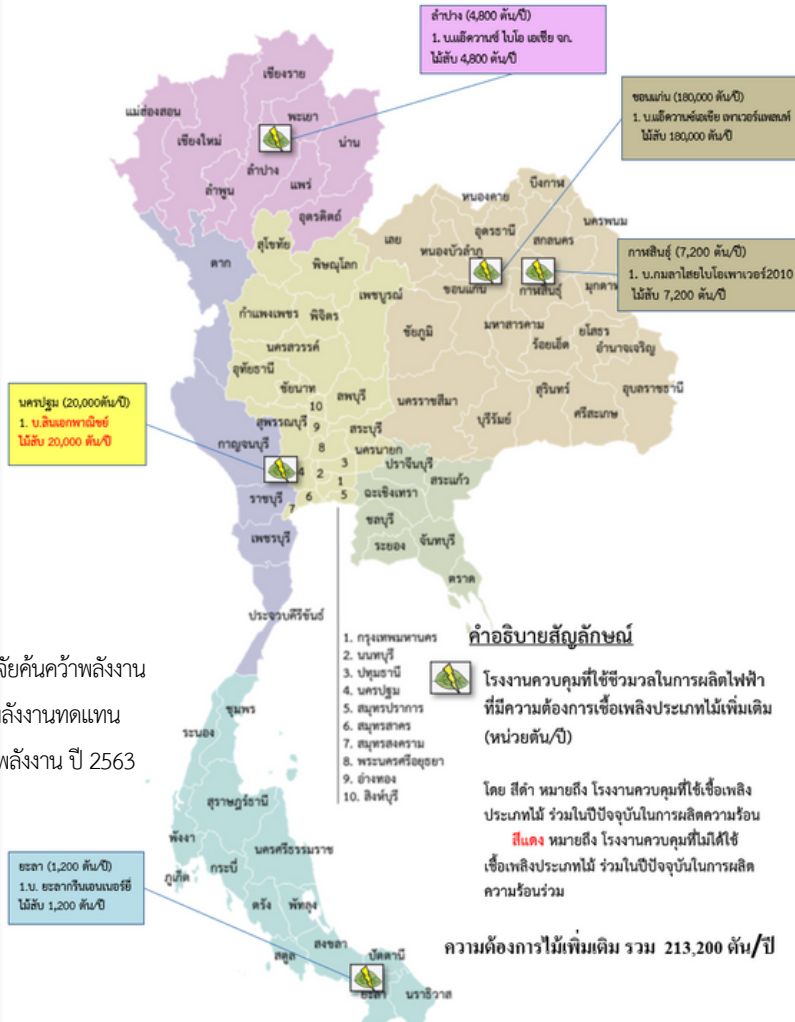 ลำปาง (4,800 ตัน/ปี)
1. บ.แอ๊ดวานซ์ ไบโอ เอเชีย จก.
ไม้สับ 4,800 ตัน/ปี
ขอนแก่น (180,000 ตัน/ปี)
1. บ.แอ๊ดวานซ์เอเชีย เพาเวอร์แพลนท์
ไม้สับ 180,000 ตัน/ปี
กาฬสินธุ์ (7,200 ตัน/ปี)
1. บ.กมลาไสยไบโอเพาเวอร์2010
ไม้สับ 7,200 ตัน/ปี
นครปฐม (20,000ตัน/ปี)
1. บ.สินเอกพาณิชย์
ไม้สับ 20,000 ตัน/ปี
ยะลา (1,200 ตัน/ปี)
1.บ. ยะลากรีนเอนเนอร์ยี่
ไม้สับ 1,200 ตัน/ปี
เชียงราย
แม่ฮ่องสอน
พะเยา
เชียงใหม่
น่าน
ลำปาง
ลำพูน
แพร่
อุตรดิตถ์
บึงกาฬ
หนองคาย
นครพนม
อุดรธานี
สกลนคร
เลย
หนองบัวลำภู
สุโขทัย
ตาก
พิษณุโลก
ขอนแก่น
กาฬสินธุ์
มุกดาห
เพชรบูรณ์
กำแพงเพชร
พิจิตร
ชัยภูมิ
มหาสารคาม
ยโสธร
ร้อยเอ็ด
อำนาจเจริญ
นครสวรรค์
อุทัยธานี
ชัยนาท
ลพบุรี
นครราชสีมา
สุรินทร์
อุบลราชธานี
บุรีรัมย์
ศรีสะเกษ
10
9
สุพรรณบุรี
สระบุรี
กาญจนบุรี
8
นครนายก
ปราจีนบุรี
สระแก้ว
4
2
3
1
5
6
7
ฉะเชิงเทรา
ราชบุรี
ชลบุรี
เพชรบุรี
ระยอง
จันทบุรี
ตราด
ประจวบคีรีขันธ์
ชุมพร
ระนอง
สุราษฎร์ธานี
พังงา
นครศรีธรรมราช
ภูเก็ต
กระบี่
ตรัง
พัทลุง
สงขลา
สตูล
ปัตตานี
ยะลา
นราธิวาส
1. กรุงเทพมหานคร
2. นนทบุรี
3. ปทุมธานี
4. นครปฐม
5. สมุทรปราการ
6. สมุทรสาคร
7. สมุทรสงคราม
8. พระนครศรีอยุธยา
9. อ่างทอง
10. สิงห์บุรี
คำอธิบายสัญลักษณ์
โรงงานควบคุมที่ใช้ชีวมวลในการผลิตไฟฟ้า
ที่มีความต้องการเชื้อเพลิงประเภทไม้เพิ่มเติม
(หน่วยตัน/ปี)
โดย สีดำ หมายถึง โรงงานควบคุมที่ใช้เชื้อเพลิง
ประเภทไม้ ร่วมในปีปัจจุบันในการผลิตความร้อน
สีแดง หมายถึง โรงงานควบคุมที่ไม่ได้ใช้
เชื้อเพลิงประเภทไม้ ร่วมในปีปัจจุบันในการผลิต
ความร้อนร่วม
ความต้องการไม้เพิ่มเติม รวม 213,200 ตัน/ปี
จัยค้นคว้าพลังงาน
ลังงานทดแทน
พลังงาน ปี 2563